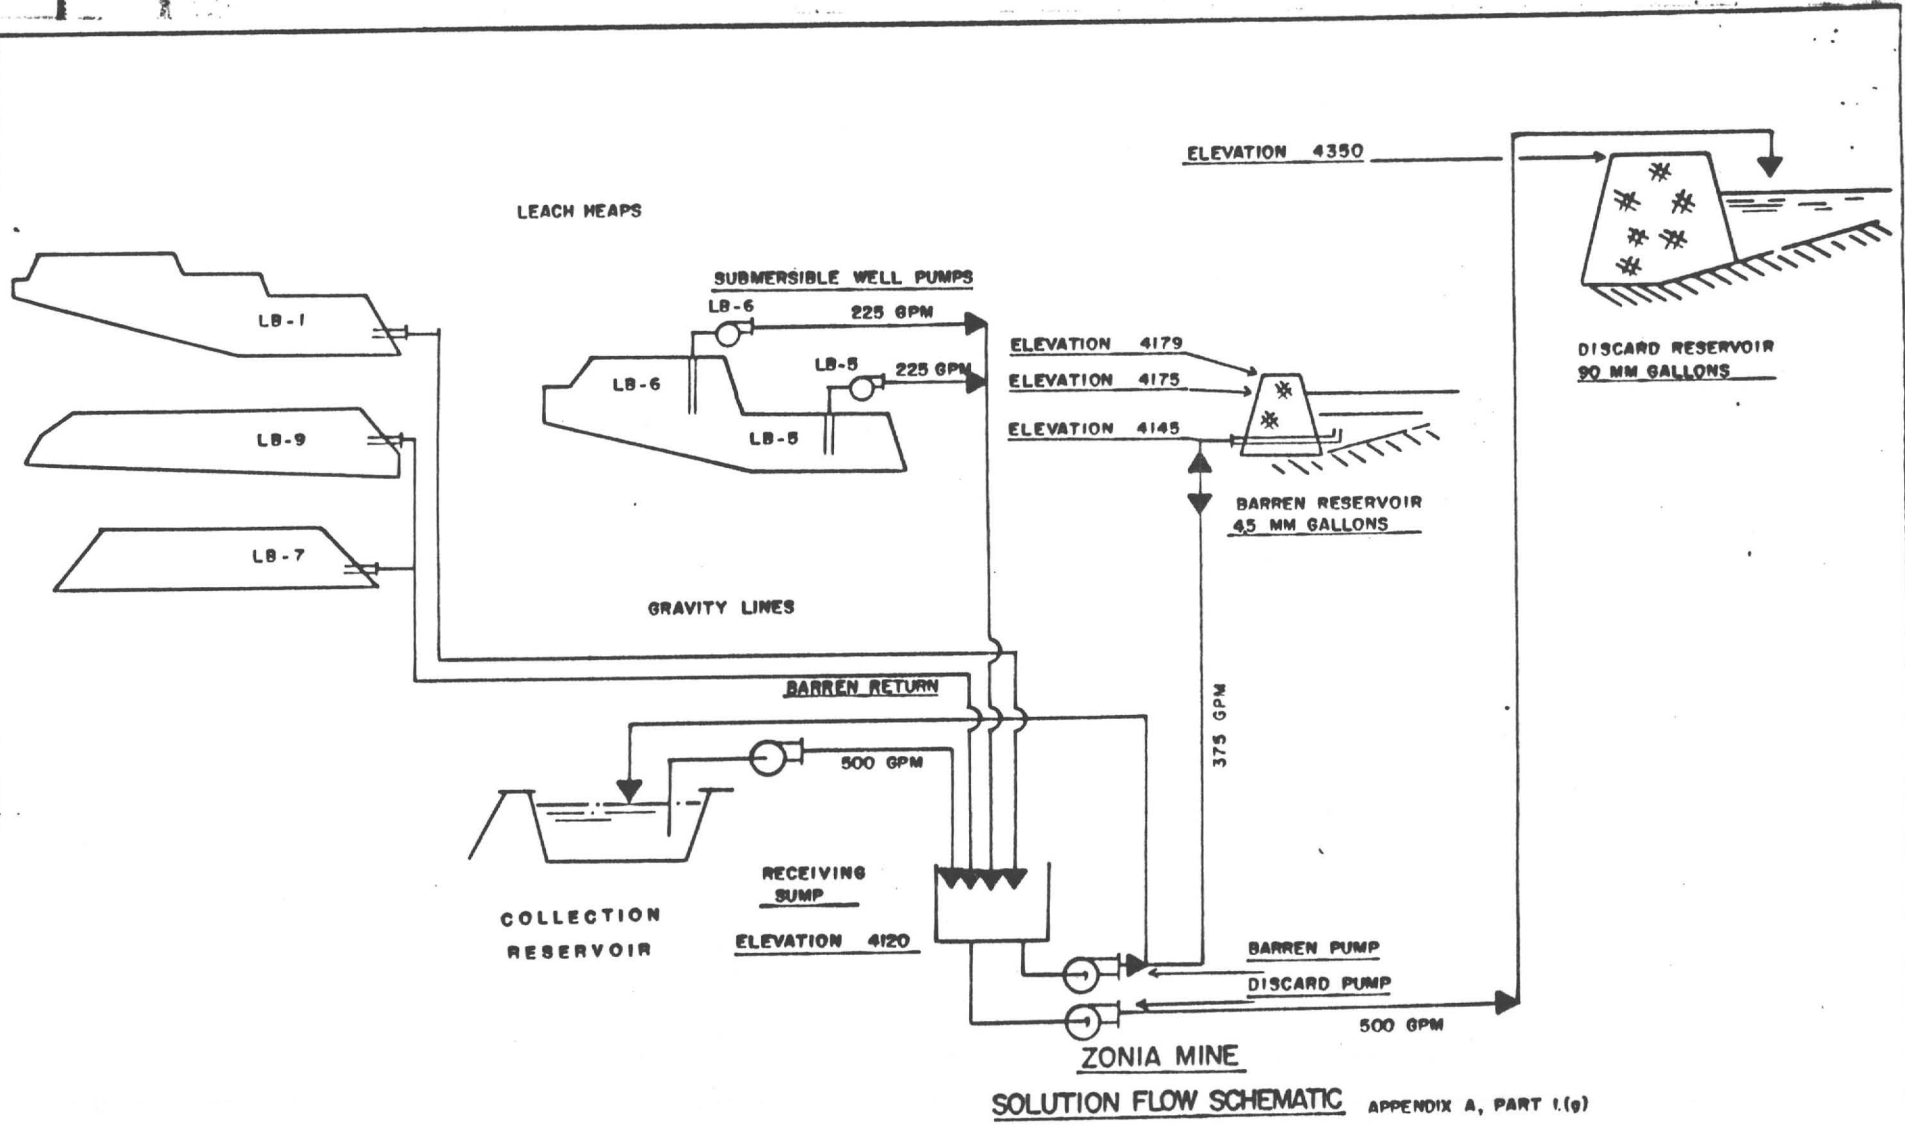 ELEVATION 4350
LEACH HEAPS
SUBMERSIBLE WELL PUMPS
LB-6
225 GPM
LB-1
ELEVATION 4179
DISCARD RESERVOIR
90 MM GALLONS
LB-5
225 GPM
LB-6
ELEVATION 4175
LB-9
LB-5
ELEVATION 4145
BARREN RESERVOIR
45 MM GALLONS
LB-7
GRAVITY LINES
BARREN RETURN
375 GPM
500 GPM
RECEIVING
SUMP
COLLECTION
RESERVOIR
ELEVATION 4120
BARREN PUMP
DISCARD PUMP
500 GPM
ZONIA MINE
SOLUTION FLOW SCHEMATIC APPENDIX A, PART 1.(g)